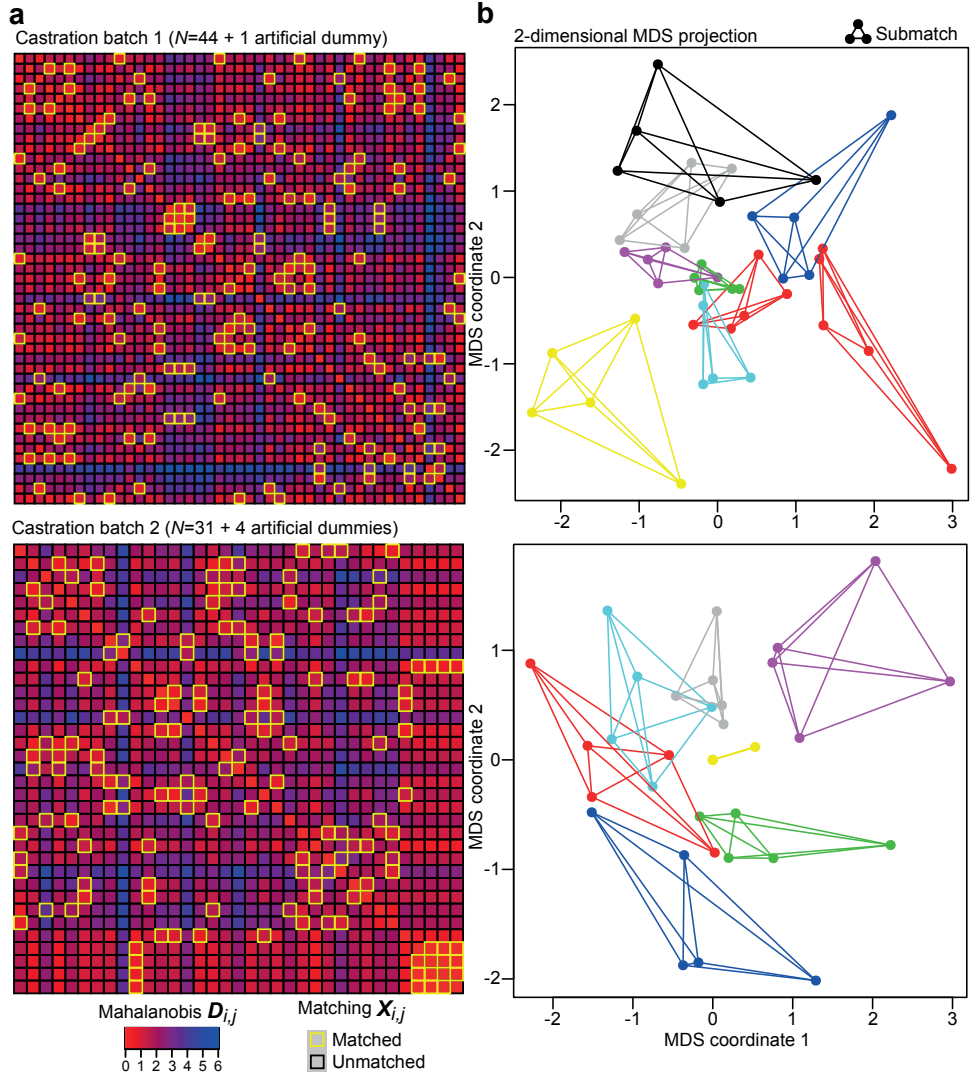 a
b
Castration batch 1 (N=44 + 1 artificial dummy)
2-dimensional MDS projection
Submatch
2
1
0
-1
-2
MDS coordinate 2
-2 -1 0 1 2 3
Castration batch 2 (N=31 + 4 artificial dummies)
1
0
-1
-2
MDS coordinate 2
-2 -1 0 1 2 3
MDS coordinate 1
Mahalanobis Di,j
0 1 2 3 4 5 6
Matching Xi,j
Matched
Unmatched